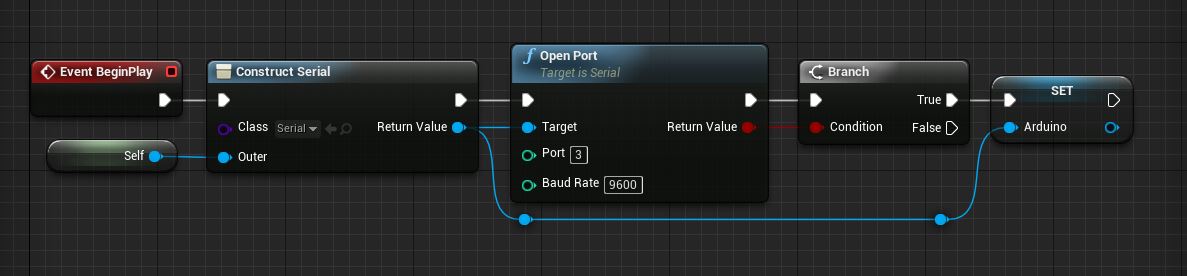 Event BeginPlay
Construct Serial
Class Serial
Return Value
Outer
Self
Open Port
Target is Serial
Target
Return Value
Port 3
Baud Rate 9600
Branch
True
Condition
False
SET
Arduino